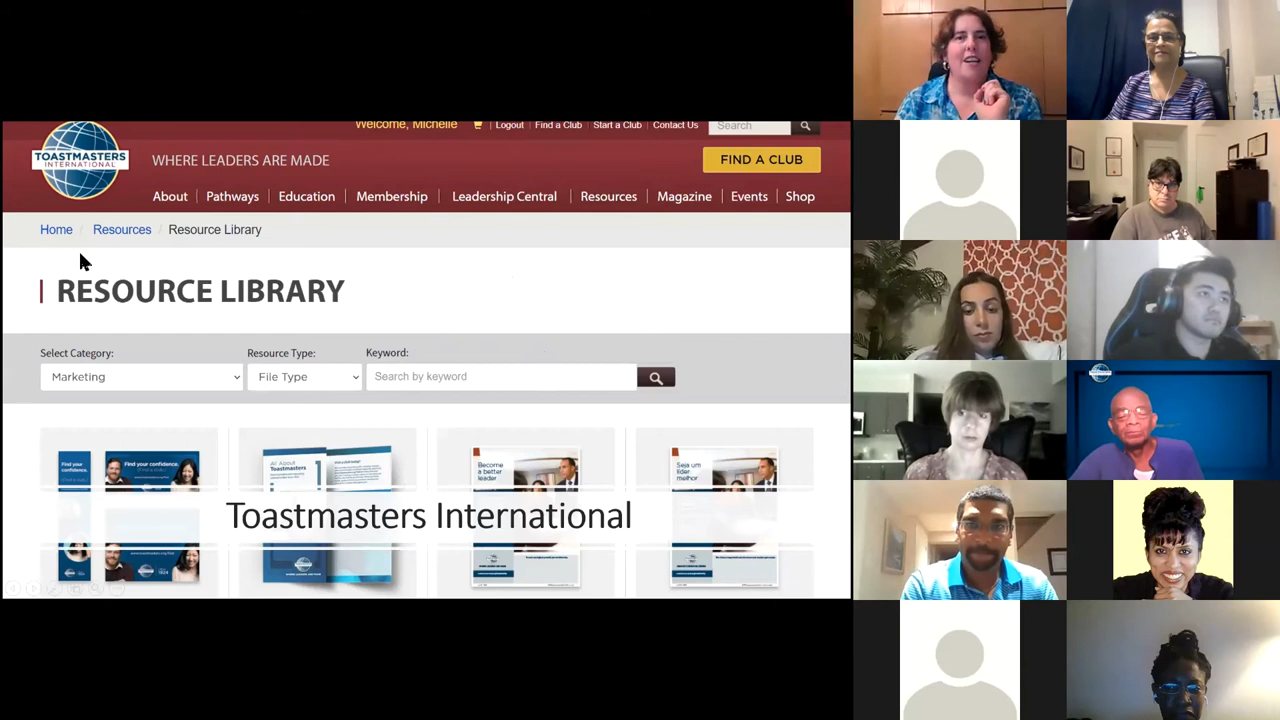 Welcome, Michelle Logout Find a Club Start a Club Contact Us Search
TOASTMASTERS
INTERNATIONAL
WHERE LEADERS ARE MADE
FIND A CLUB
About Pathways Education Membership Leadership Central Resources Magazine Events Shop
Home / Resources / Resource Library
RESOURCE LIBRARY
Select Category: Resource Type: Keyword:
Marketing File Type Search by keyword
Find your
confidence.
Find your confidence.
All About
Toastmasters
Become
a better
leader
Seja um
líder
melhor
Toastmasters International
TOASTMASTERS